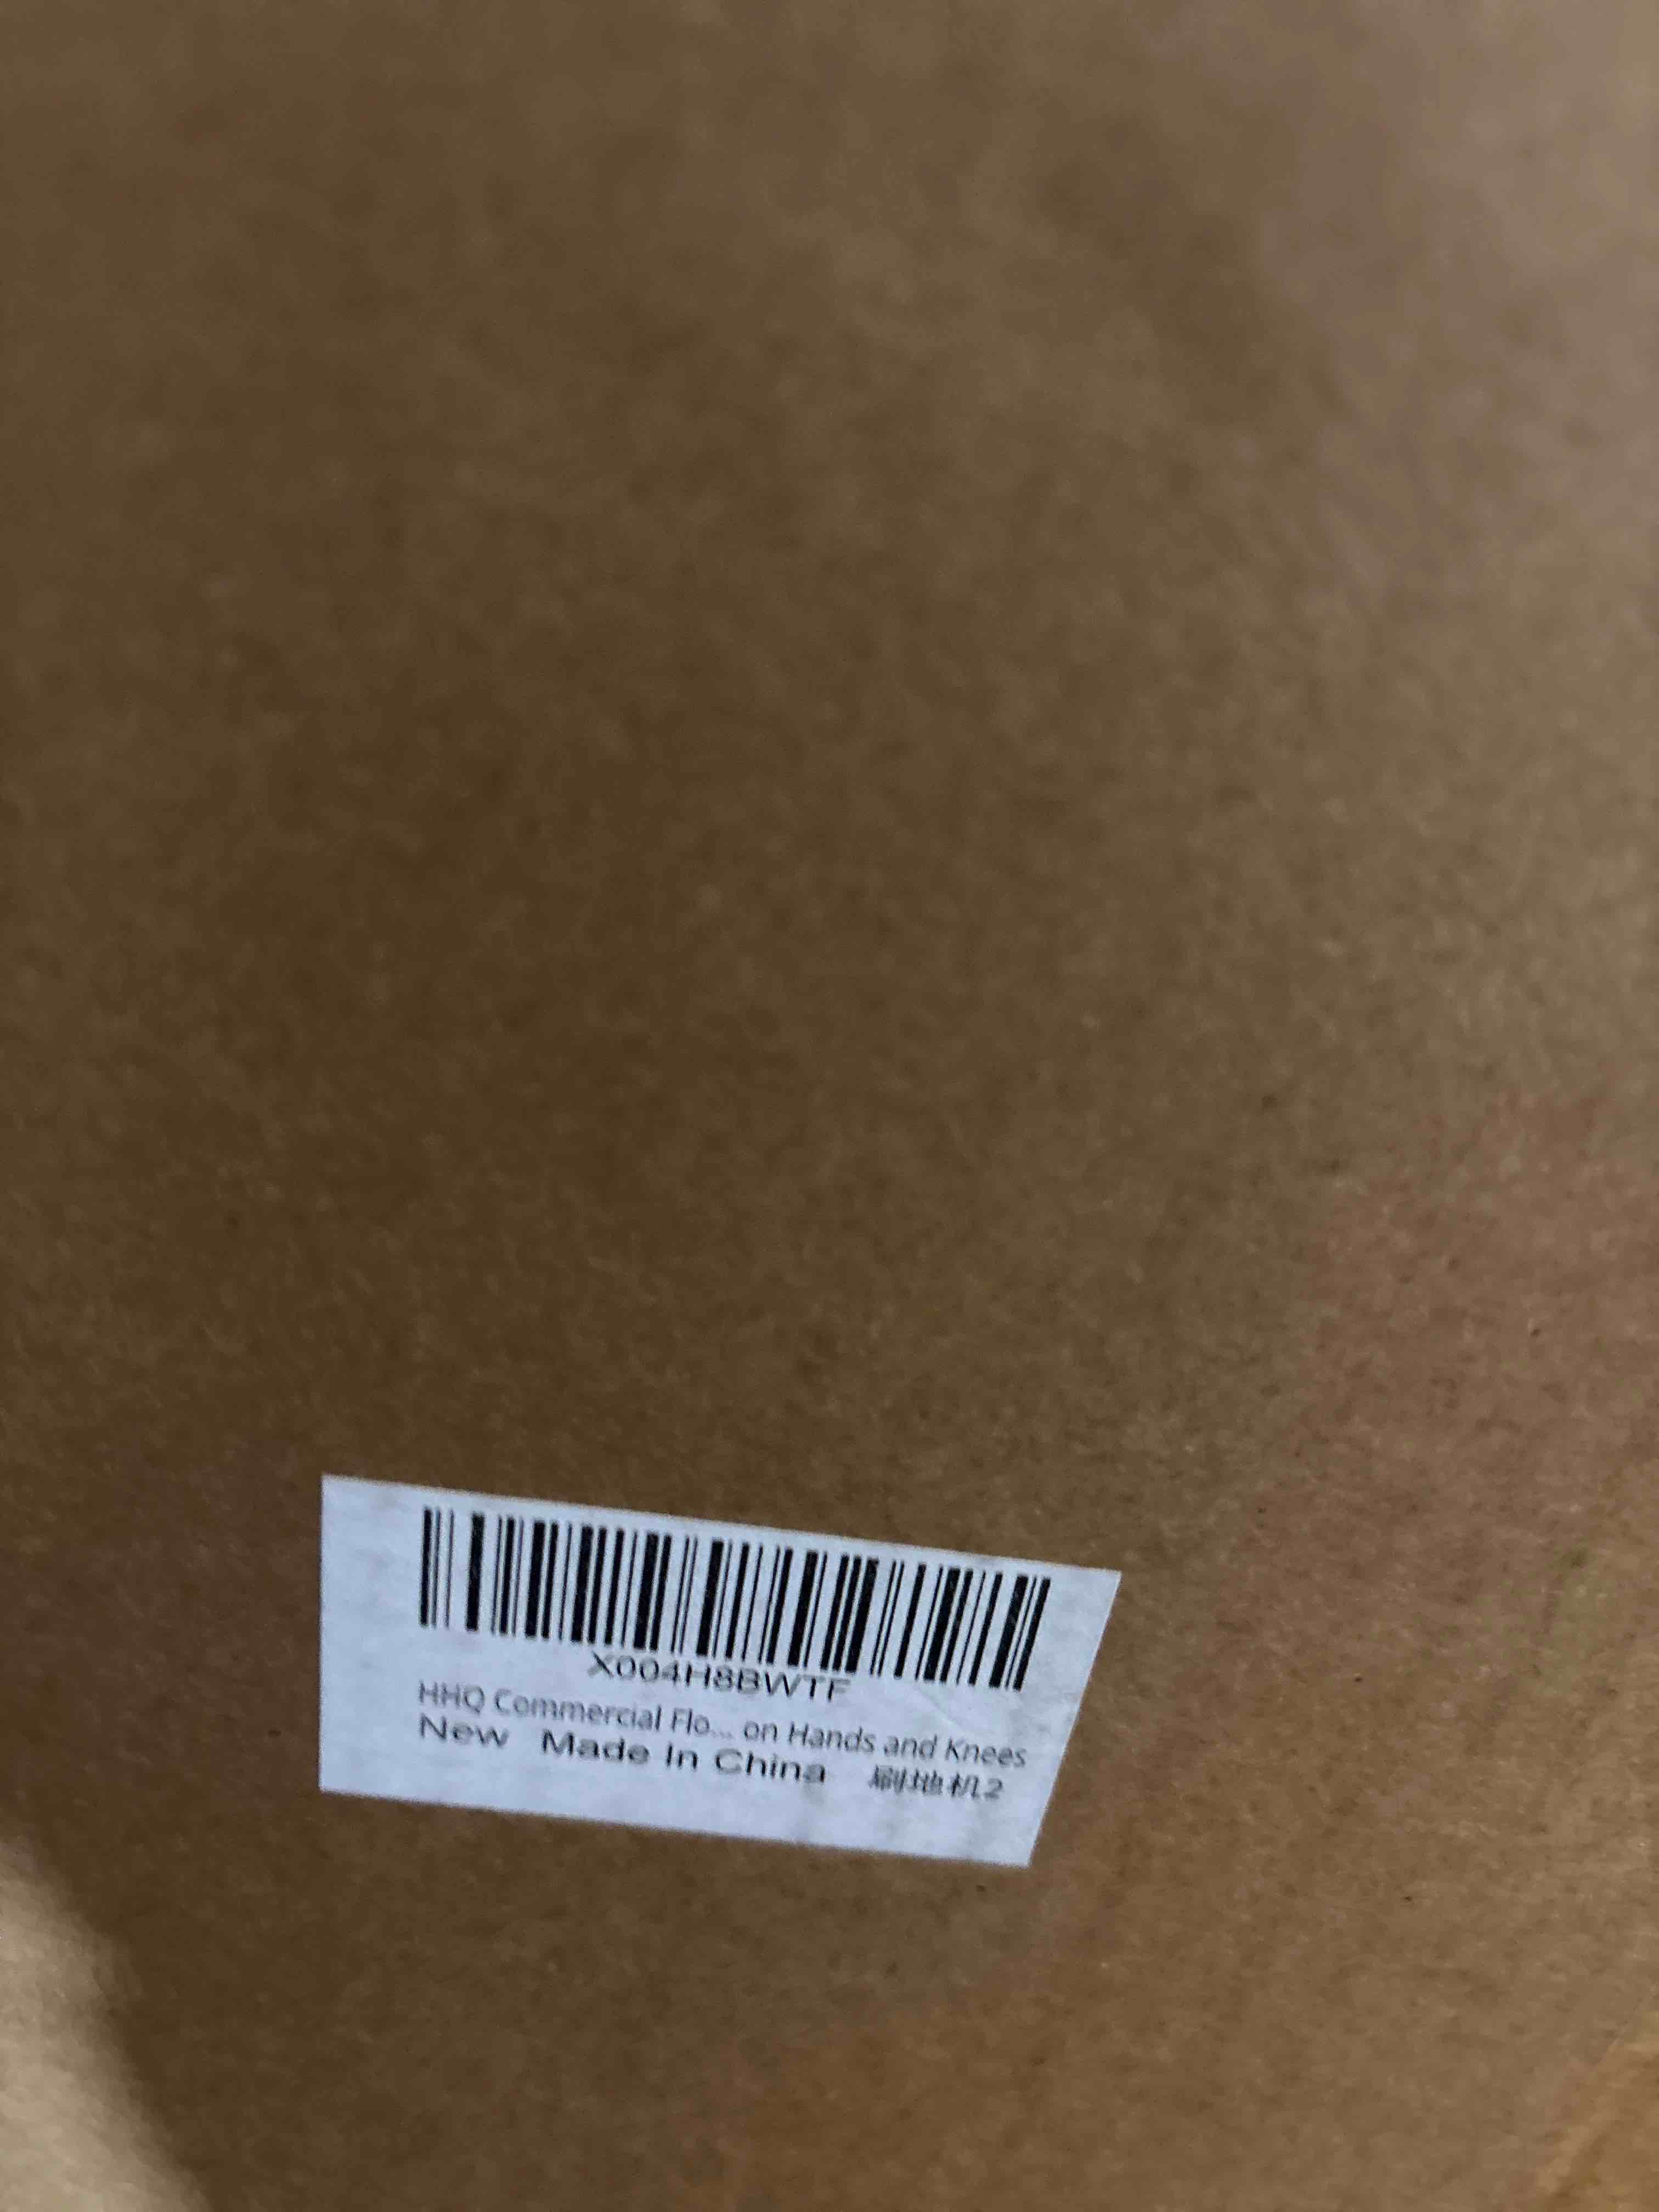 X004H8BWTF
HHQ Commercial Flo... on Hands and Knees
New Made In China 刷地机2